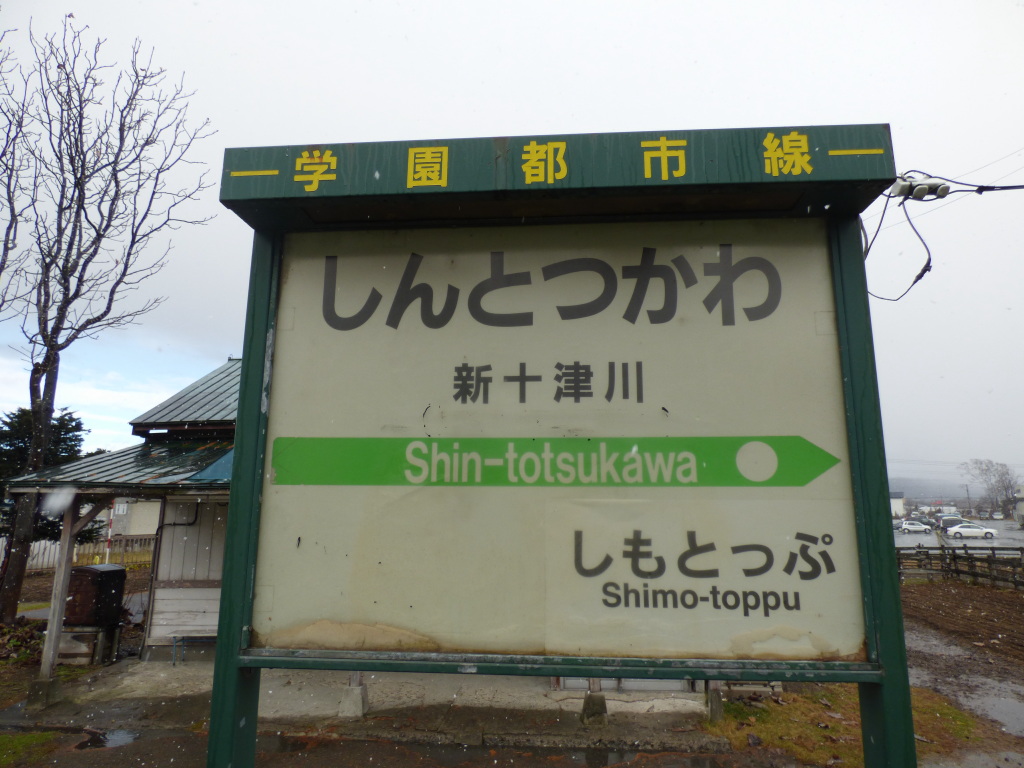 ― 学園都市線 ―
しんとつかわ
新十津川
Shin-totsukawa
しもとっぷ
Shimo-toppu